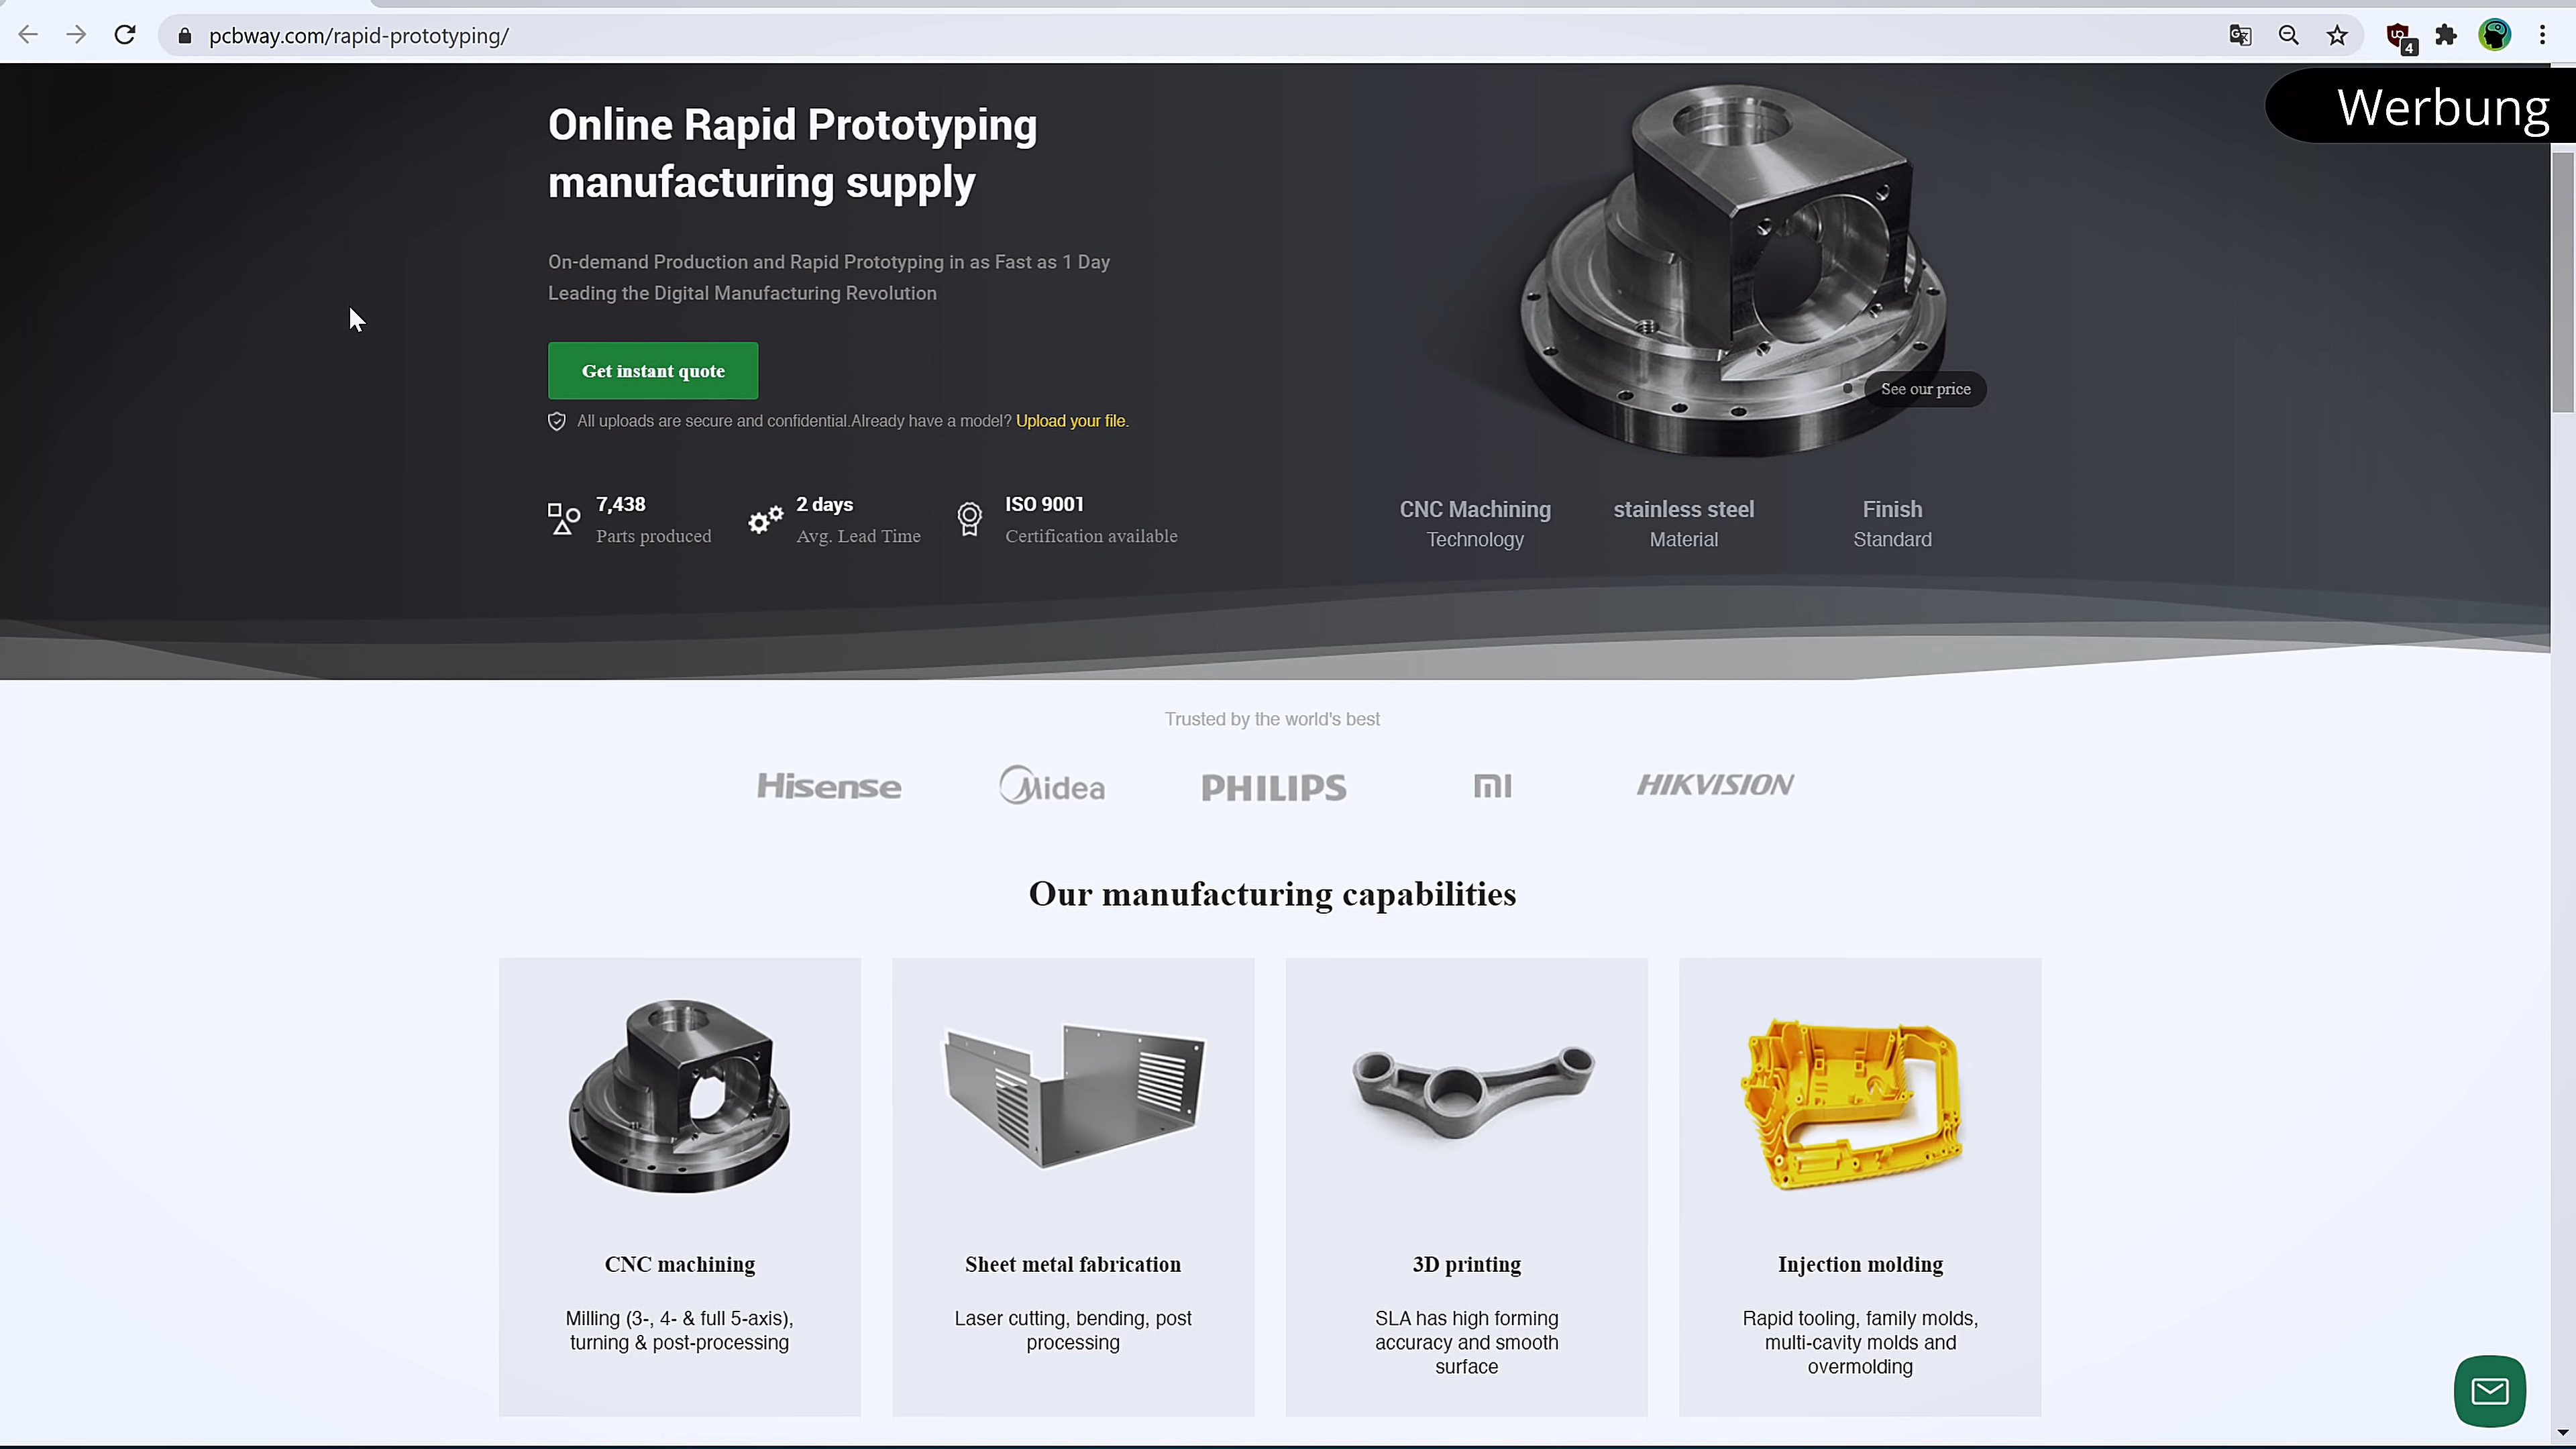 pcbway.com/rapid-prototyping/
4
Werbung
Online Rapid Prototyping
manufacturing supply
On-demand Production and Rapid Prototyping in as Fast as 1 Day
Leading the Digital Manufacturing Revolution
Get instant quote
All uploads are secure and confidential.Already have a model? Upload your file.
See our price
7,438
Parts produced
2 days
Avg. Lead Time
ISO 9001
Certification available
CNC Machining
Technology
stainless steel
Material
Finish
Standard
Trusted by the world's best
Hisense
Midea
PHILIPS
MI
HIKVISION
Our manufacturing capabilities
CNC machining
Milling (3-, 4- & full 5-axis),
turning & post-processing
Sheet metal fabrication
Laser cutting, bending, post
processing
3D printing
SLA has high forming
accuracy and smooth
surface
Injection molding
Rapid tooling, family molds,
multi-cavity molds and
overmolding